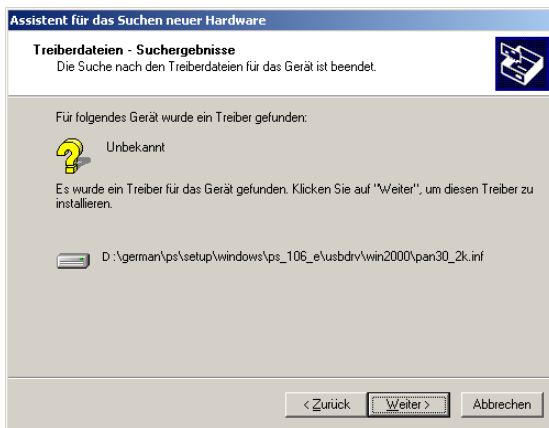 Assistent für das Suchen neuer Hardware
Treiberdateien - Suchergebnisse
Die Suche nach den Treiberdateien für das Gerät ist beendet.
Für folgendes Gerät wurde ein Treiber gefunden:
Unbekannt
Es wurde ein Treiber für das Gerät gefunden. Klicken Sie auf "Weiter", um diesen Treiber zu
installieren.
D:\german\ps\setup\windows\ps_106_e\usbdrv\win2000\pan30_2k.inf
< Zurück
Weiter >
Abbrechen